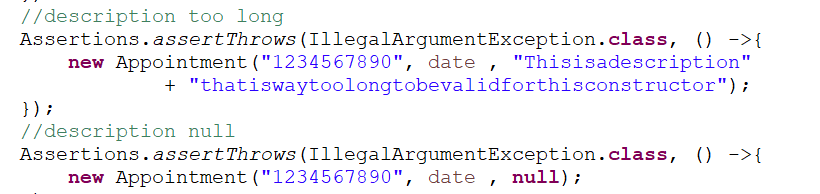 //description too long
Assertions.assertThrows(IllegalArgumentException.class, () ->{
    new Appointment("1234567890", date , "Thisisadescription"
            + "thatiswaytoolongtobevalidforthisconstructor");
});
//description null
Assertions.assertThrows(IllegalArgumentException.class, () ->{
    new Appointment("1234567890", date , null);